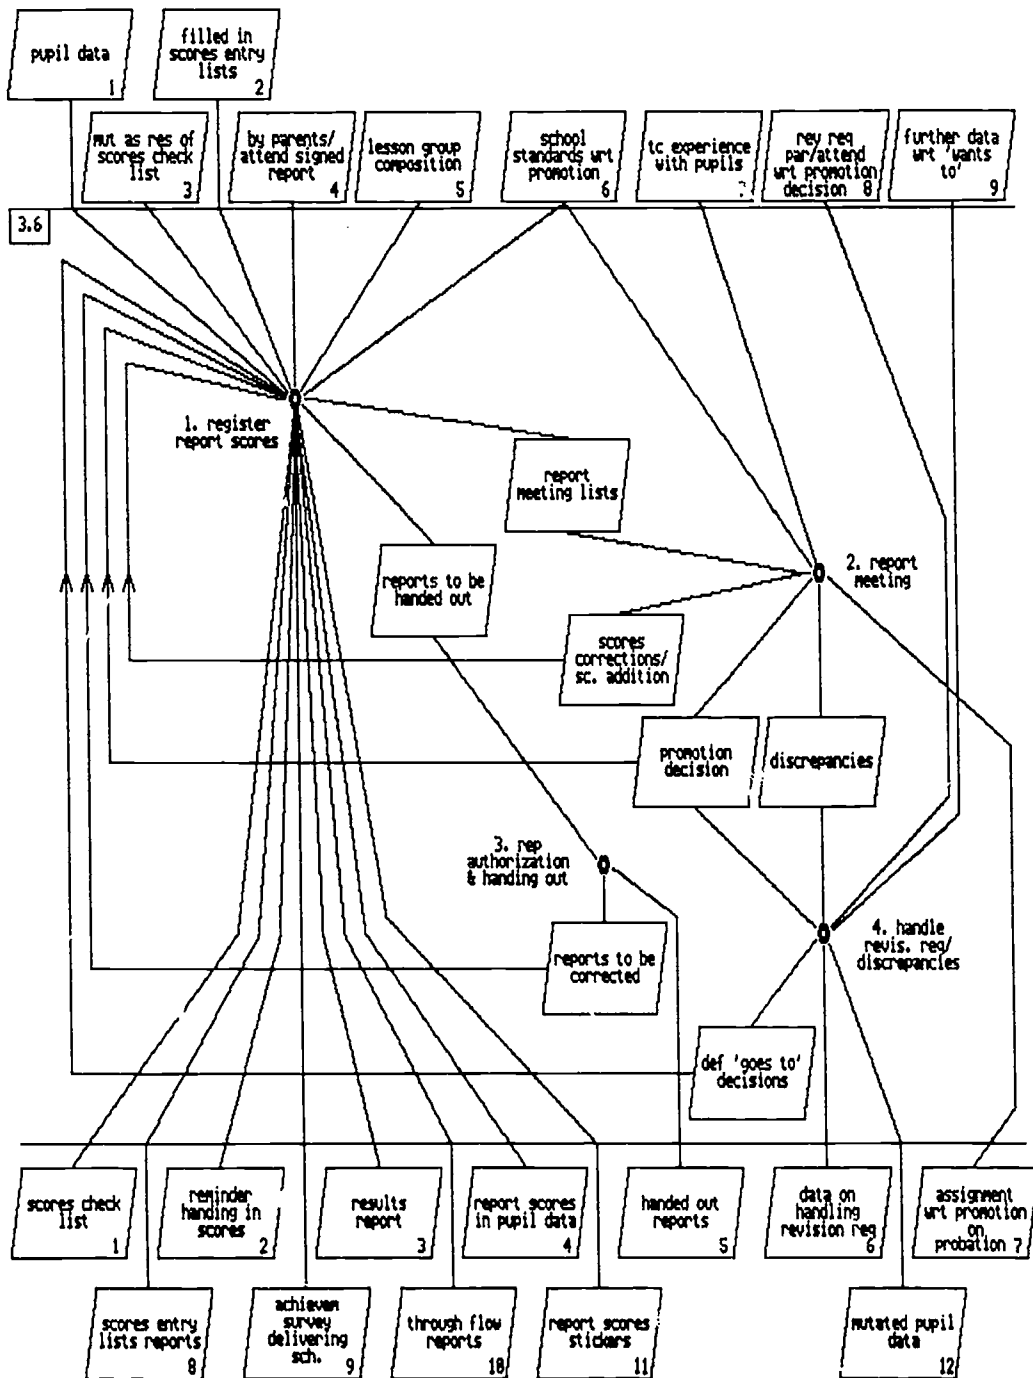 pupil data
1
filled in
scores entry
lists
2
mut as res of
scores check
list
3
by parents/
attend signed
report
4
lesson group
composition
5
school
standards wrt
promotion
6
tc experience
with pupils
7
rev req
par/attend
wrt promotion
decision 8
further data
wrt 'wants
to'
9
3.6
1. register
report scores
report
meeting lists
reports to be
handed out
2. report
meeting
scores
corrections/
sc. addition
promotion
decision
discrepancies
3. rep
authorization
& handing out
4. handle
revis. req/
discrepancies
reports to be
corrected
def 'goes to'
decisions
scores check
list
1
reminder
handing in
scores
2
results
report
3
report scores
in pupil data
4
handed out
reports
5
data on
handling
revision req
6
assignment
wrt promotion
on
probation 7
scores entry
lists reports
8
achievem
survey
delivering
sch.
9
through flow
reports
10
report scores
stickers
11
mutated pupil
data
12